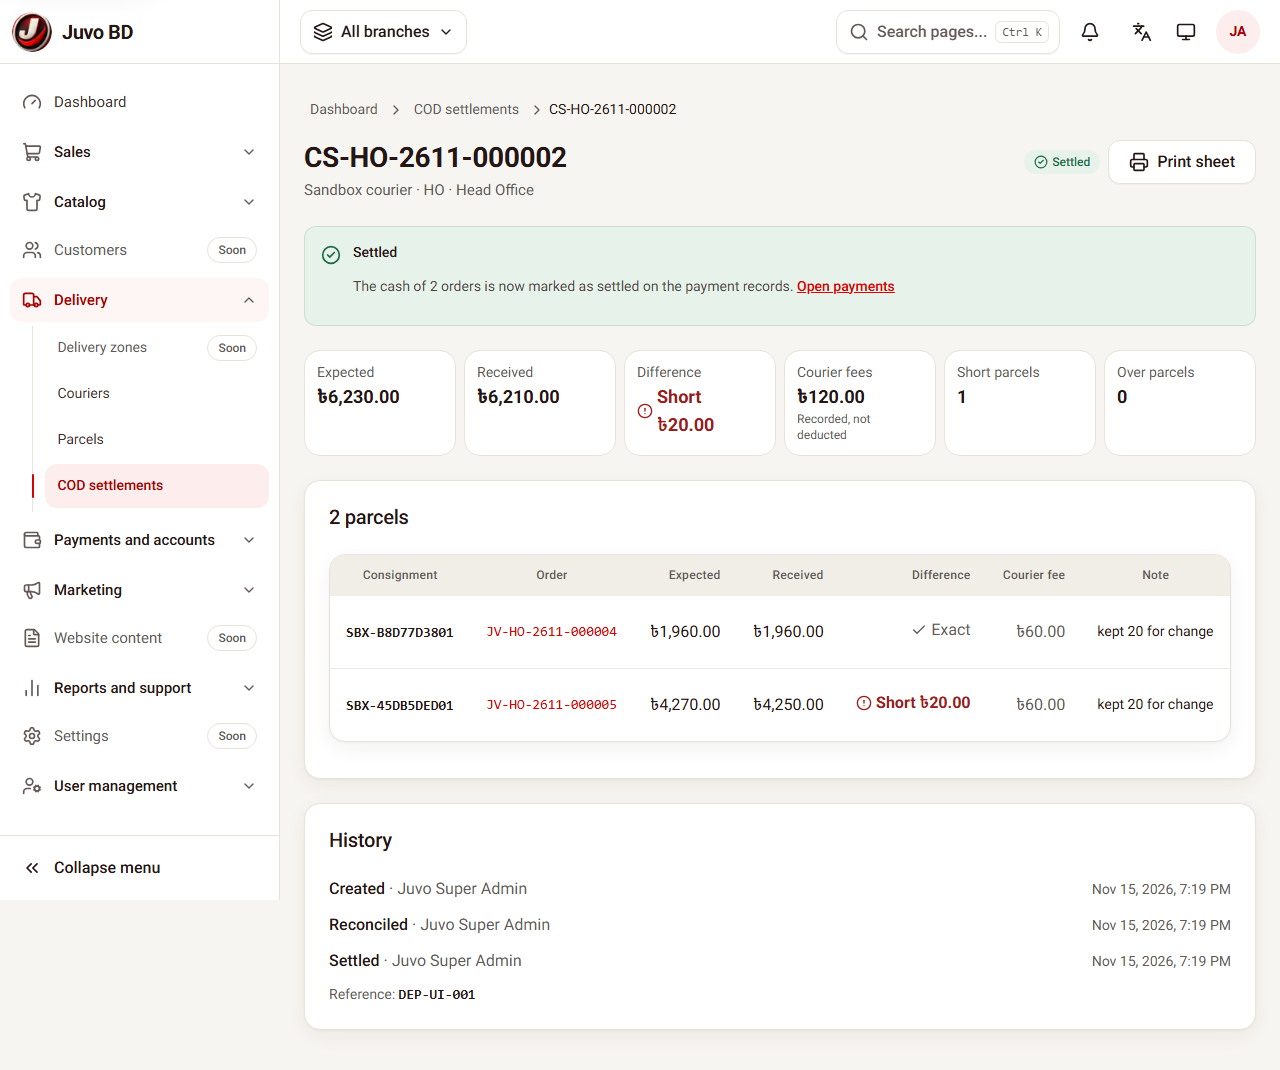 Juvo BD
All branches
Search pages... Ctrl K
JA
Dashboard
Sales
Catalog
Customers Soon
Delivery
Delivery zones Soon
Couriers
Parcels
COD settlements
Payments and accounts
Marketing
Website content Soon
Reports and support
Settings Soon
User management
Collapse menu
Dashboard > COD settlements > CS-HO-2611-000002
CS-HO-2611-000002
Settled
Print sheet
Sandbox courier · HO · Head Office
Settled
The cash of 2 orders is now marked as settled on the payment records. Open payments
Expected
৳6,230.00
Received
৳6,210.00
Difference
Short
৳20.00
Courier fees
৳120.00
Recorded, not
deducted
Short parcels
1
Over parcels
0
2 parcels
Consignment Order Expected Received Difference Courier fee Note
SBX-B8D77D3801 JV-HO-2611-000004 ৳1,960.00 ৳1,960.00 Exact ৳60.00 kept 20 for change
SBX-45DB5DED01 JV-HO-2611-000005 ৳4,270.00 ৳4,250.00 Short ৳20.00 ৳60.00 kept 20 for change
History
Created · Juvo Super Admin Nov 15, 2026, 7:19 PM
Reconciled · Juvo Super Admin Nov 15, 2026, 7:19 PM
Settled · Juvo Super Admin Nov 15, 2026, 7:19 PM
Reference: DEP-UI-001